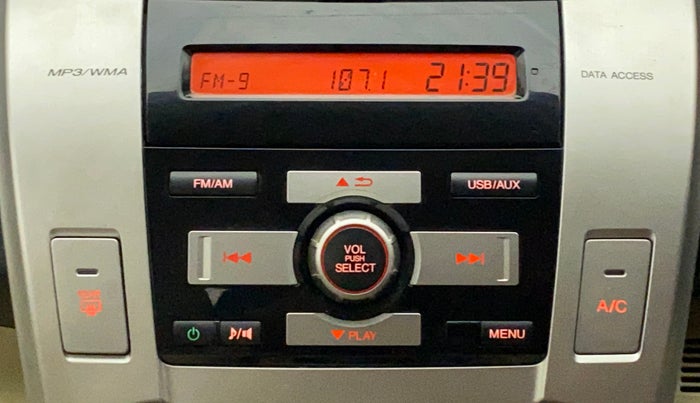 MP3/WMA
FM-9 107.1 21:39
DATA ACCESS
FM/AM
USB/AUX
VOL
PUSH
SELECT
A/C
PLAY
MENU